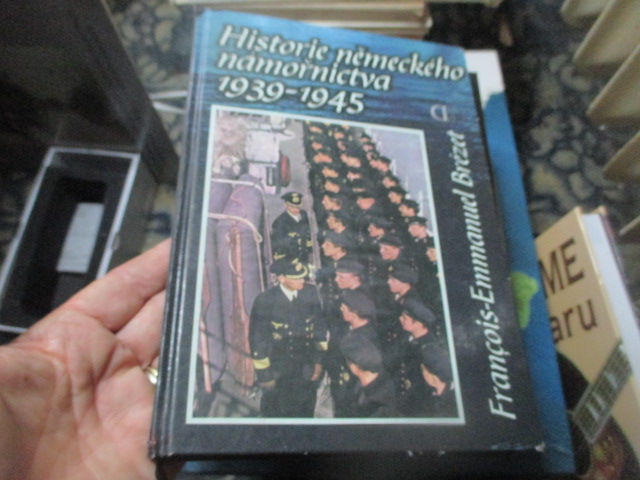 Historie německého
námořnictva
1939-1945
François-Emmanuel Brézet
ME
aru